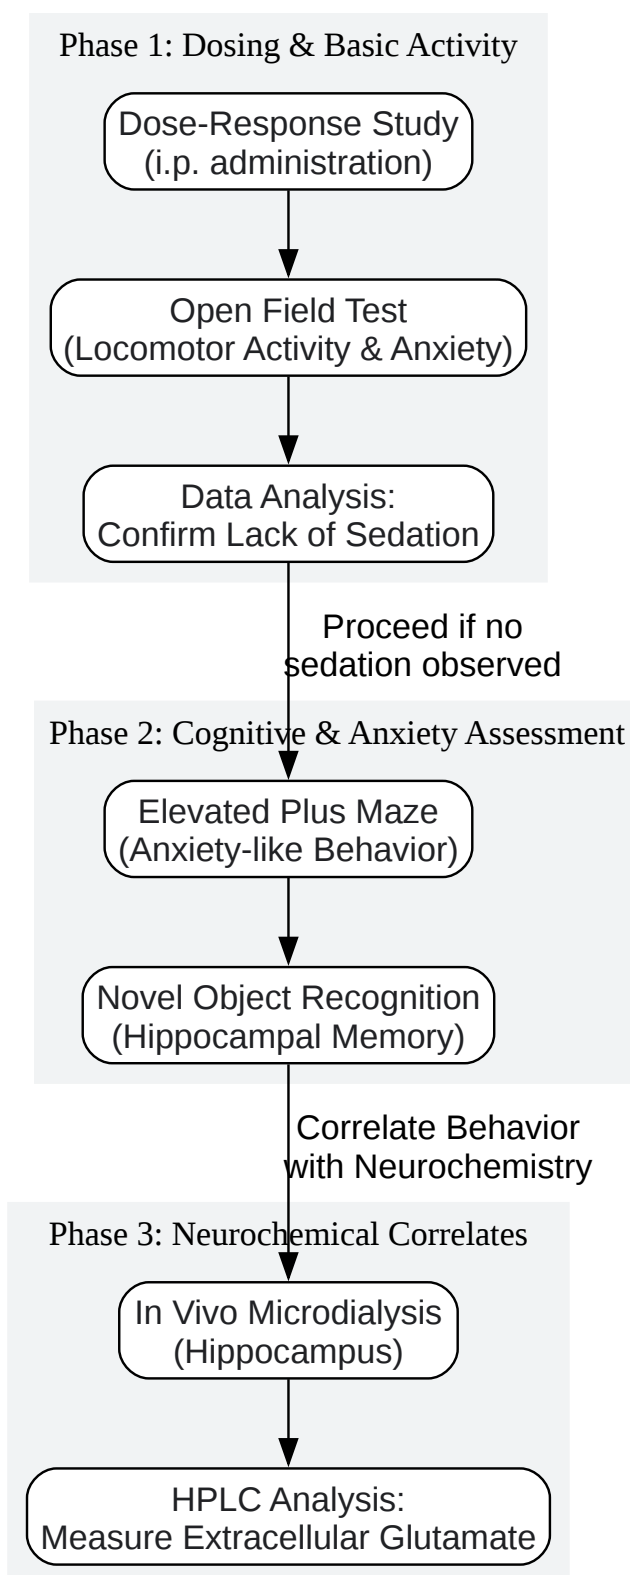 Phase 1: Dosing & Basic Activity
Dose-Response Study
(i.p. administration)
Open Field Test
(Locomotor Activity & Anxiety)
Data Analysis:
Confirm Lack of Sedation
Proceed if no
sedation observed
Phase 2: Cognitive & Anxiety Assessment
Elevated Plus Maze
(Anxiety-like Behavior)
Novel Object Recognition
(Hippocampal Memory)
Correlate Behavior
with Neurochemistry
Phase 3: Neurochemical Correlates
In Vivo Microdialysis
(Hippocampus)
HPLC Analysis:
Measure Extracellular Glutamate